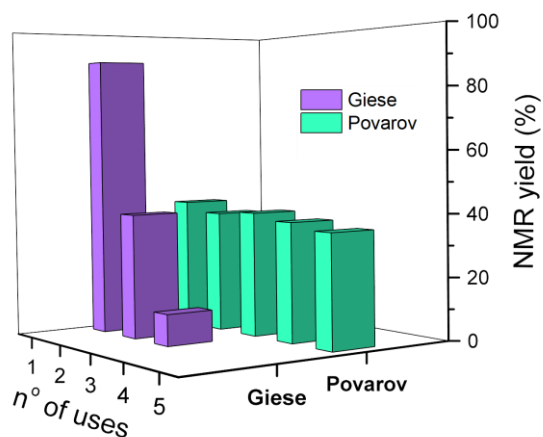 Giese
Povarov
100
80
60
40
20
0
NMR yield (%)
1
2
3
4
5
n° of uses
Giese
Povarov